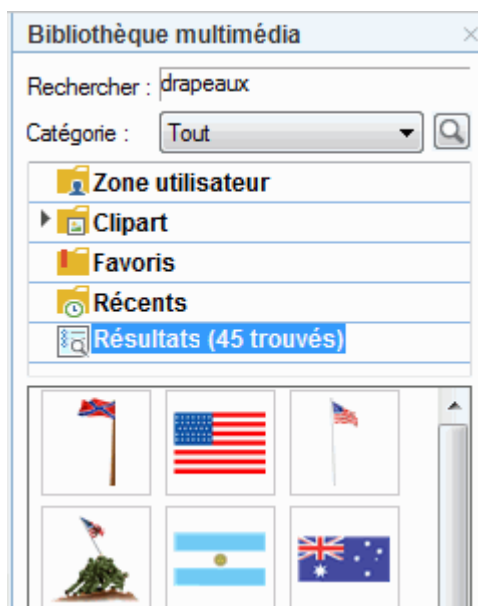 Bibliothèque multimédia
Rechercher : drapeaux
Catégorie : Tout
Zone utilisateur
Clipart
Favoris
Récents
Résultats (45 trouvés)